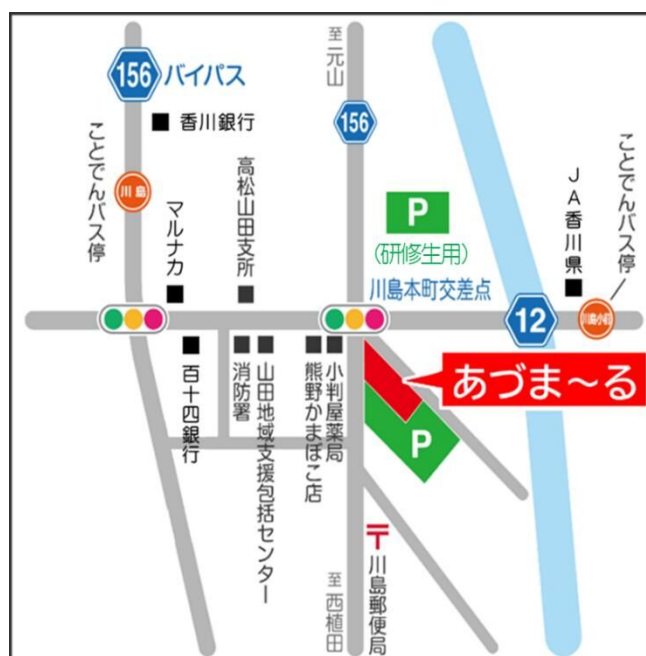 156 バイパス
至元山
156
香川銀行
ことでんバス停
川島
マルナカ
高松山田支所
P
(研修生用)
川島本町交差点
JA香川県
ことでんバス停
12
川島小前
百十四銀行
消防署
山田地域支援包括センター
熊野かまぼこ店
小判屋薬局
あづま〜る
P
〒川島郵便局
至西植田